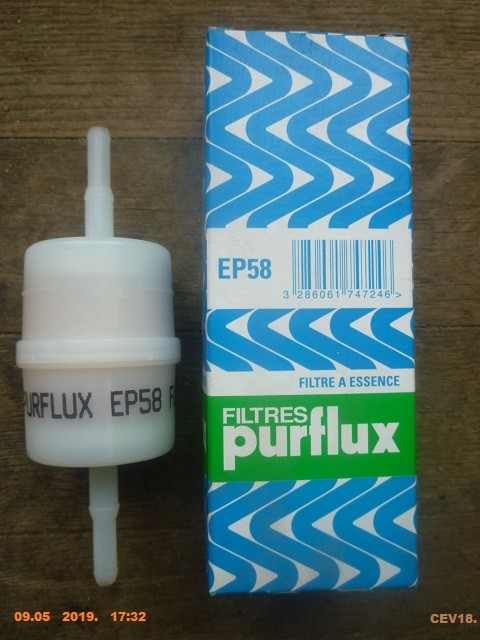 EP58
3 286061 747246 >
FILTRE A ESSENCE
FILTRES
purflux
PURFLUX EP58
09.05 2019. 17:32
CEV18.